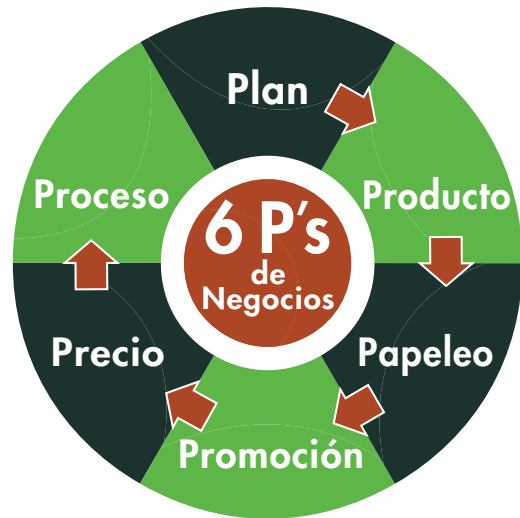 Plan
Producto
Papeleo
Promoción
Precio
Proceso
6 P's
de
Negocios